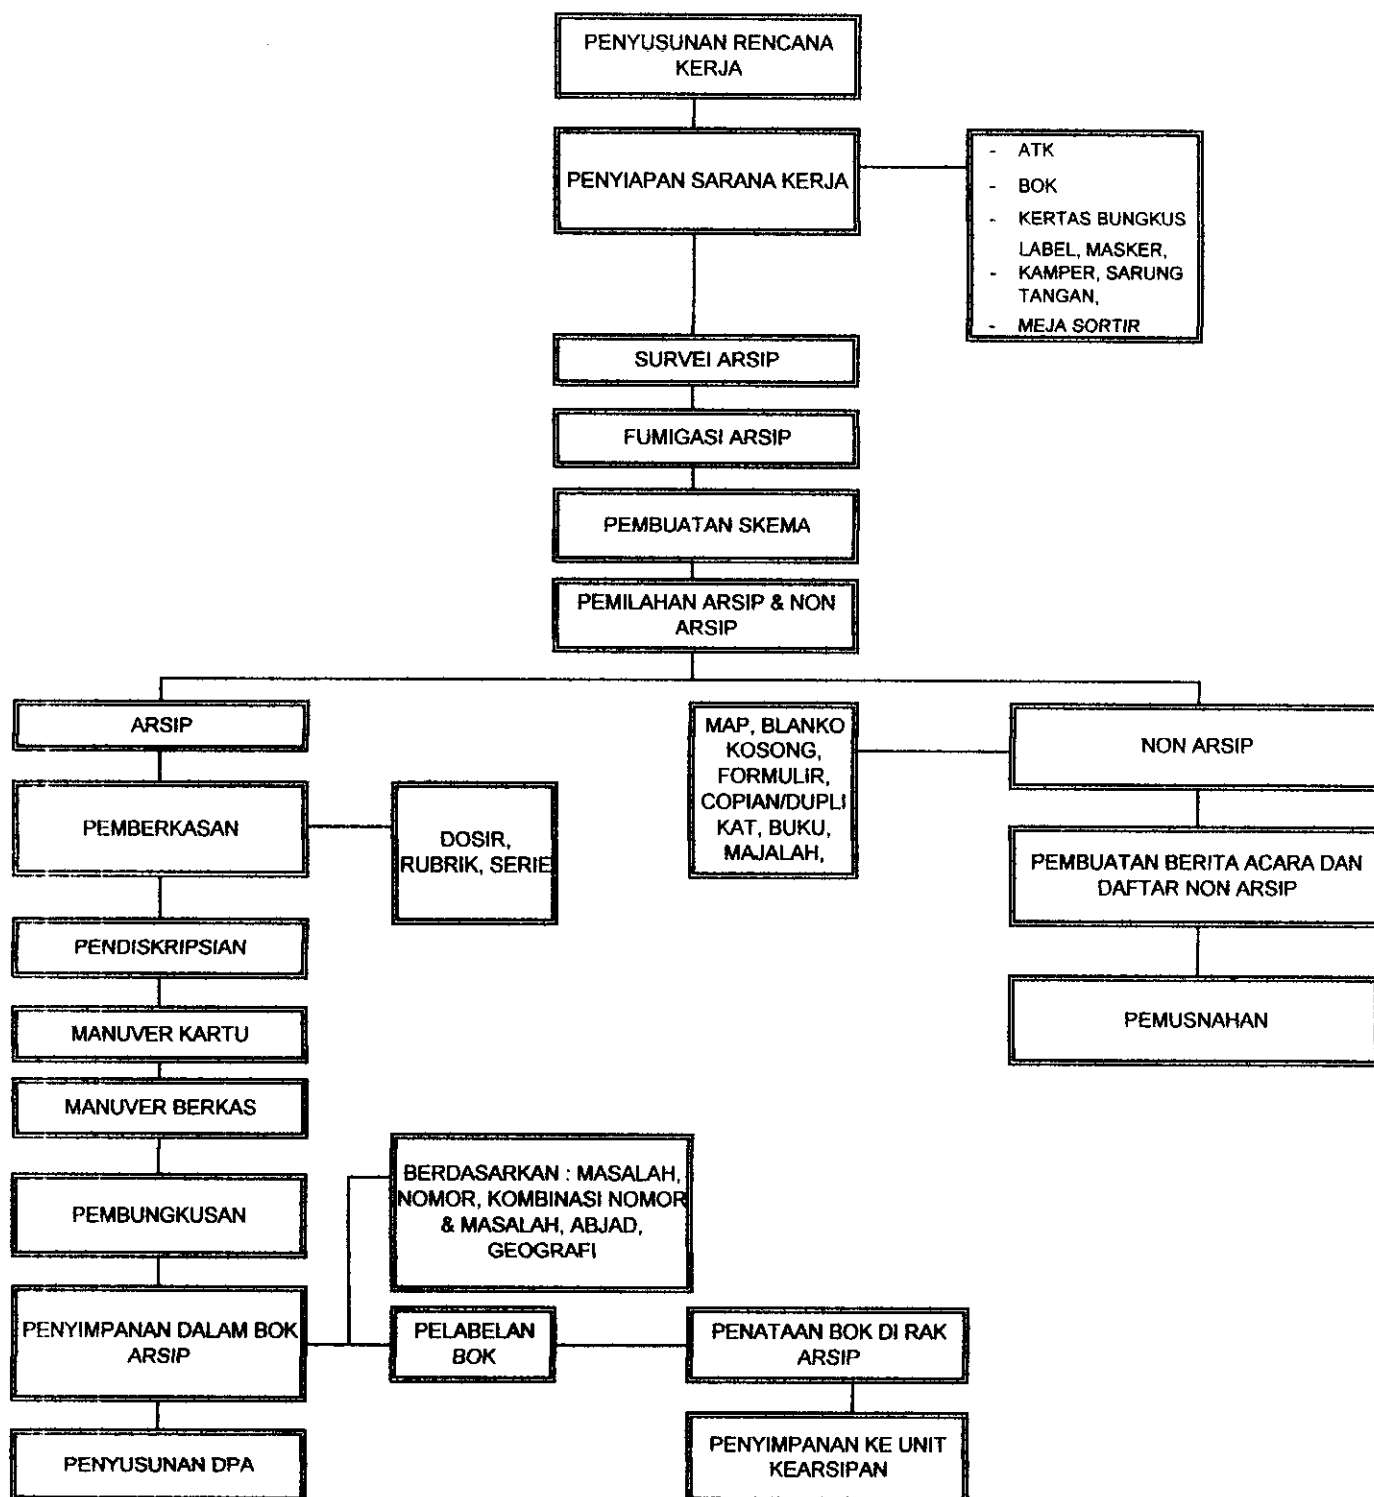 PENYUSUNAN RENCANA
KERJA
PENYIAPAN SARANA KERJA
- ATK
- BOK
- KERTAS BUNGKUS
LABEL, MASKER,
- KAMPER, SARUNG
TANGAN,
- MEJA SORTIR
SURVEI ARSIP
FUMIGASI ARSIP
PEMBUATAN SKEMA
PEMILAHAN ARSIP & NON
ARSIP
ARSIP
PEMBERKASAN
DOSIR,
RUBRIK, SERIE
PENDISKRIPSIAN
MANUVER KARTU
MANUVER BERKAS
PEMBUNGKUSAN
PENYIMPANAN DALAM BOK
ARSIP
PENYUSUNAN DPA
BERDASARKAN : MASALAH,
NOMOR, KOMBINASI NOMOR
& MASALAH, ABJAD,
GEOGRAFI
PELABELAN
BOK
PENATAAN BOK DI RAK
ARSIP
PENYIMPANAN KE UNIT
KEARSIPAN
MAP, BLANKO
KOSONG,
FORMULIR,
COPIAN/DUPLI
KAT, BUKU,
MAJALAH,
NON ARSIP
PEMBUATAN BERITA ACARA DAN
DAFTAR NON ARSIP
PEMUSNAHAN